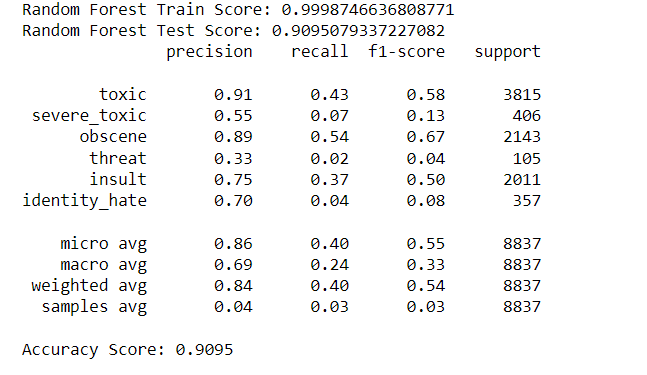 Random Forest Train Score: 0.9998746636808771
Random Forest Test Score: 0.9095079337227082
precision recall f1-score support
toxic 0.91 0.43 0.58 3815
severe_toxic 0.55 0.07 0.13 406
obscene 0.89 0.54 0.67 2143
threat 0.33 0.02 0.04 105
insult 0.75 0.37 0.50 2011
identity_hate 0.70 0.04 0.08 357
micro avg 0.86 0.40 0.55 8837
macro avg 0.69 0.24 0.33 8837
weighted avg 0.84 0.40 0.54 8837
samples avg 0.04 0.03 0.03 8837
Accuracy Score: 0.9095